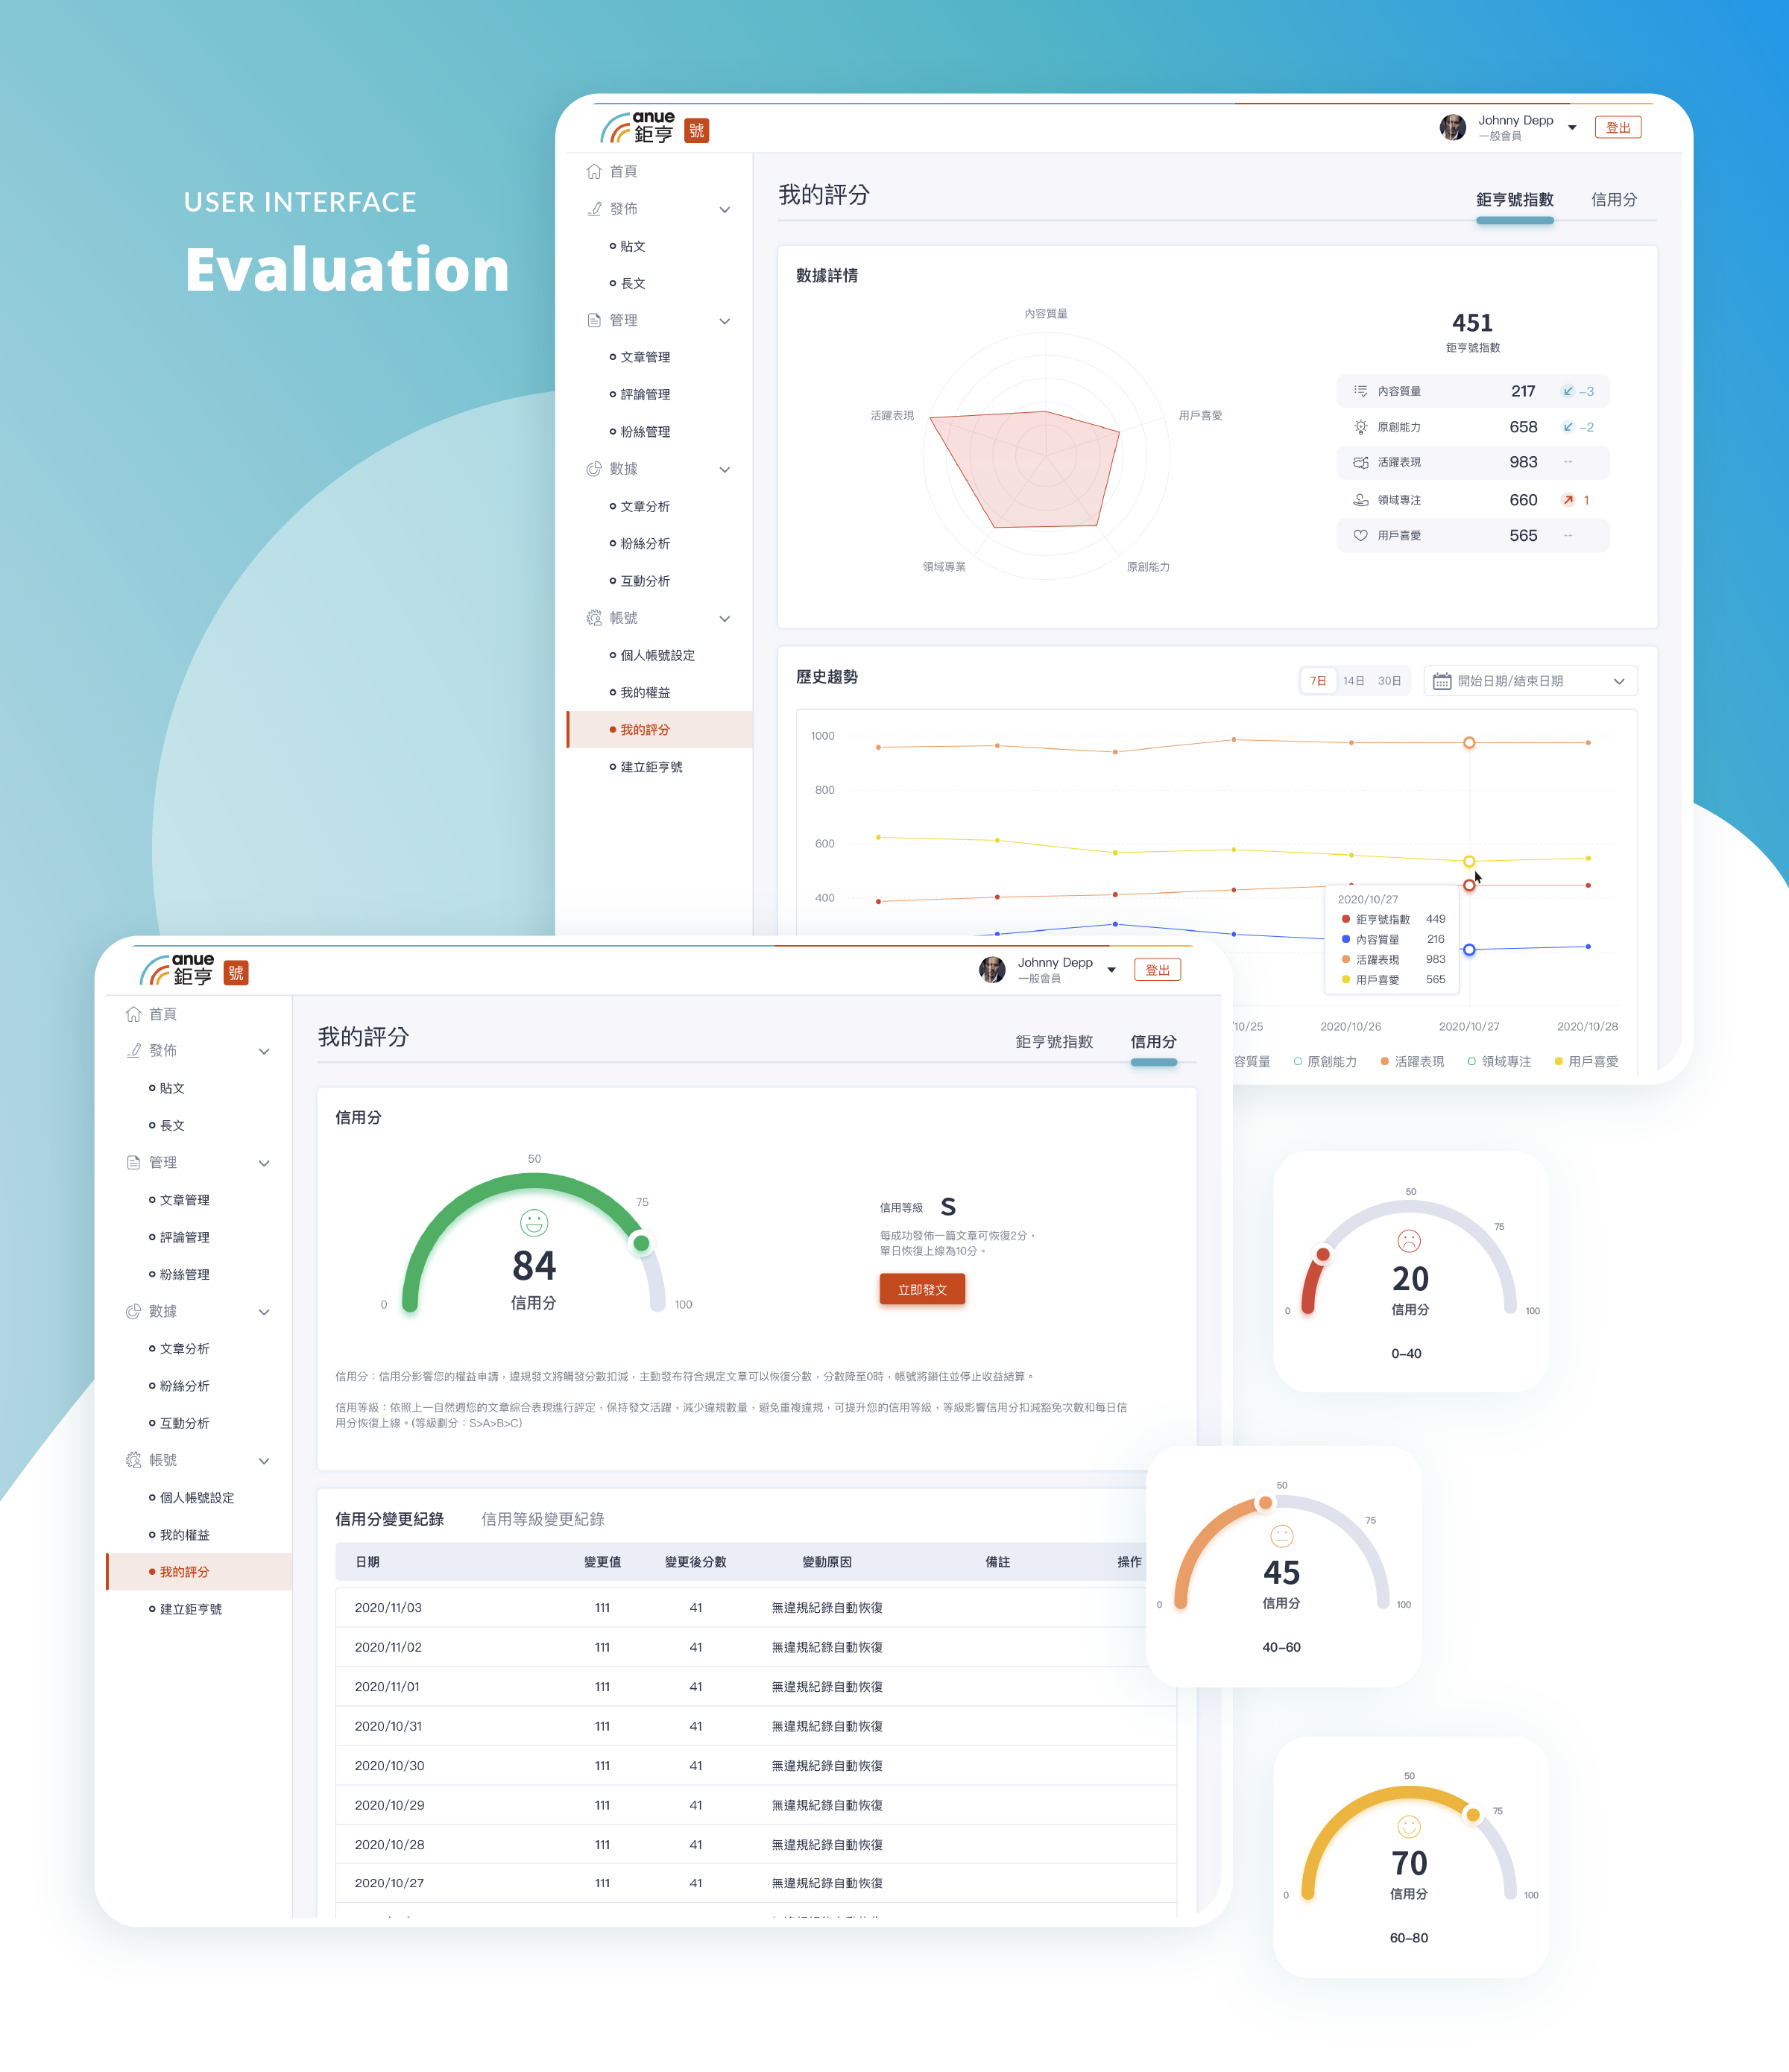 USER INTERFACE
Evaluation
anue
鉅亨 號
Johnny Depp
一般會員
登出
首頁
發佈
貼文
長文
管理
文章管理
評論管理
粉絲管理
數據
文章分析
粉絲分析
互動分析
帳號
個人帳號設定
我的權益
我的評分
建立鉅亨號
我的評分
鉅亨號指數 信用分
數據詳情
內容質量
用戶喜愛
原創能力
領域專業
活躍表現
451
鉅亨號指數
內容質量 217 -3
原創能力 658 -2
活躍表現 983 --
領域專注 660 1
用戶喜愛 565 --
歷史趨勢
7日 14日 30日
開始日期/結束日期
1000
800
600
400
2020/10/27
鉅亨號指數 449
內容質量 216
活躍表現 983
用戶喜愛 565
/10/25 2020/10/26 2020/10/27 2020/10/28
容質量 原創能力 活躍表現 領域專注 用戶喜愛
anue
鉅亨 號
Johnny Depp
一般會員
登出
首頁
發佈
貼文
長文
管理
文章管理
評論管理
粉絲管理
數據
文章分析
粉絲分析
互動分析
帳號
個人帳號設定
我的權益
我的評分
建立鉅亨號
我的評分
鉅亨號指數 信用分
信用分
0
50
75
100
84
信用分
信用等級 S
每成功發佈一篇文章可恢復2分，
單日恢復上線為10分。
立即發文
信用分：信用分影響您的權益申請，違規發文將觸發分數扣減，主動發布符合規定文章可以恢復分數，分數降至0時，帳號將鎖住並停止收益結算。
信用等級：依照上一自然週您的文章綜合表現進行評定，保持發文活躍，減少違規數量，避免重複違規，可提升您的信用等級，等級影響信用分扣減豁免次數和每日信
用分恢復上線。(等級劃分：S>A>B>C)
信用分變更紀錄 信用等級變更紀錄
日期 變更值 變更後分數 變動原因 備註 操作
2020/11/03 111 41 無違規紀錄自動恢復
2020/11/02 111 41 無違規紀錄自動恢復
2020/11/01 111 41 無違規紀錄自動恢復
2020/10/31 111 41 無違規紀錄自動恢復
2020/10/30 111 41 無違規紀錄自動恢復
2020/10/29 111 41 無違規紀錄自動恢復
2020/10/28 111 41 無違規紀錄自動恢復
2020/10/27 111 41 無違規紀錄自動恢復
0
50
75
100
20
信用分
0-40
0
50
75
100
45
信用分
40-60
0
50
75
100
70
信用分
60-80